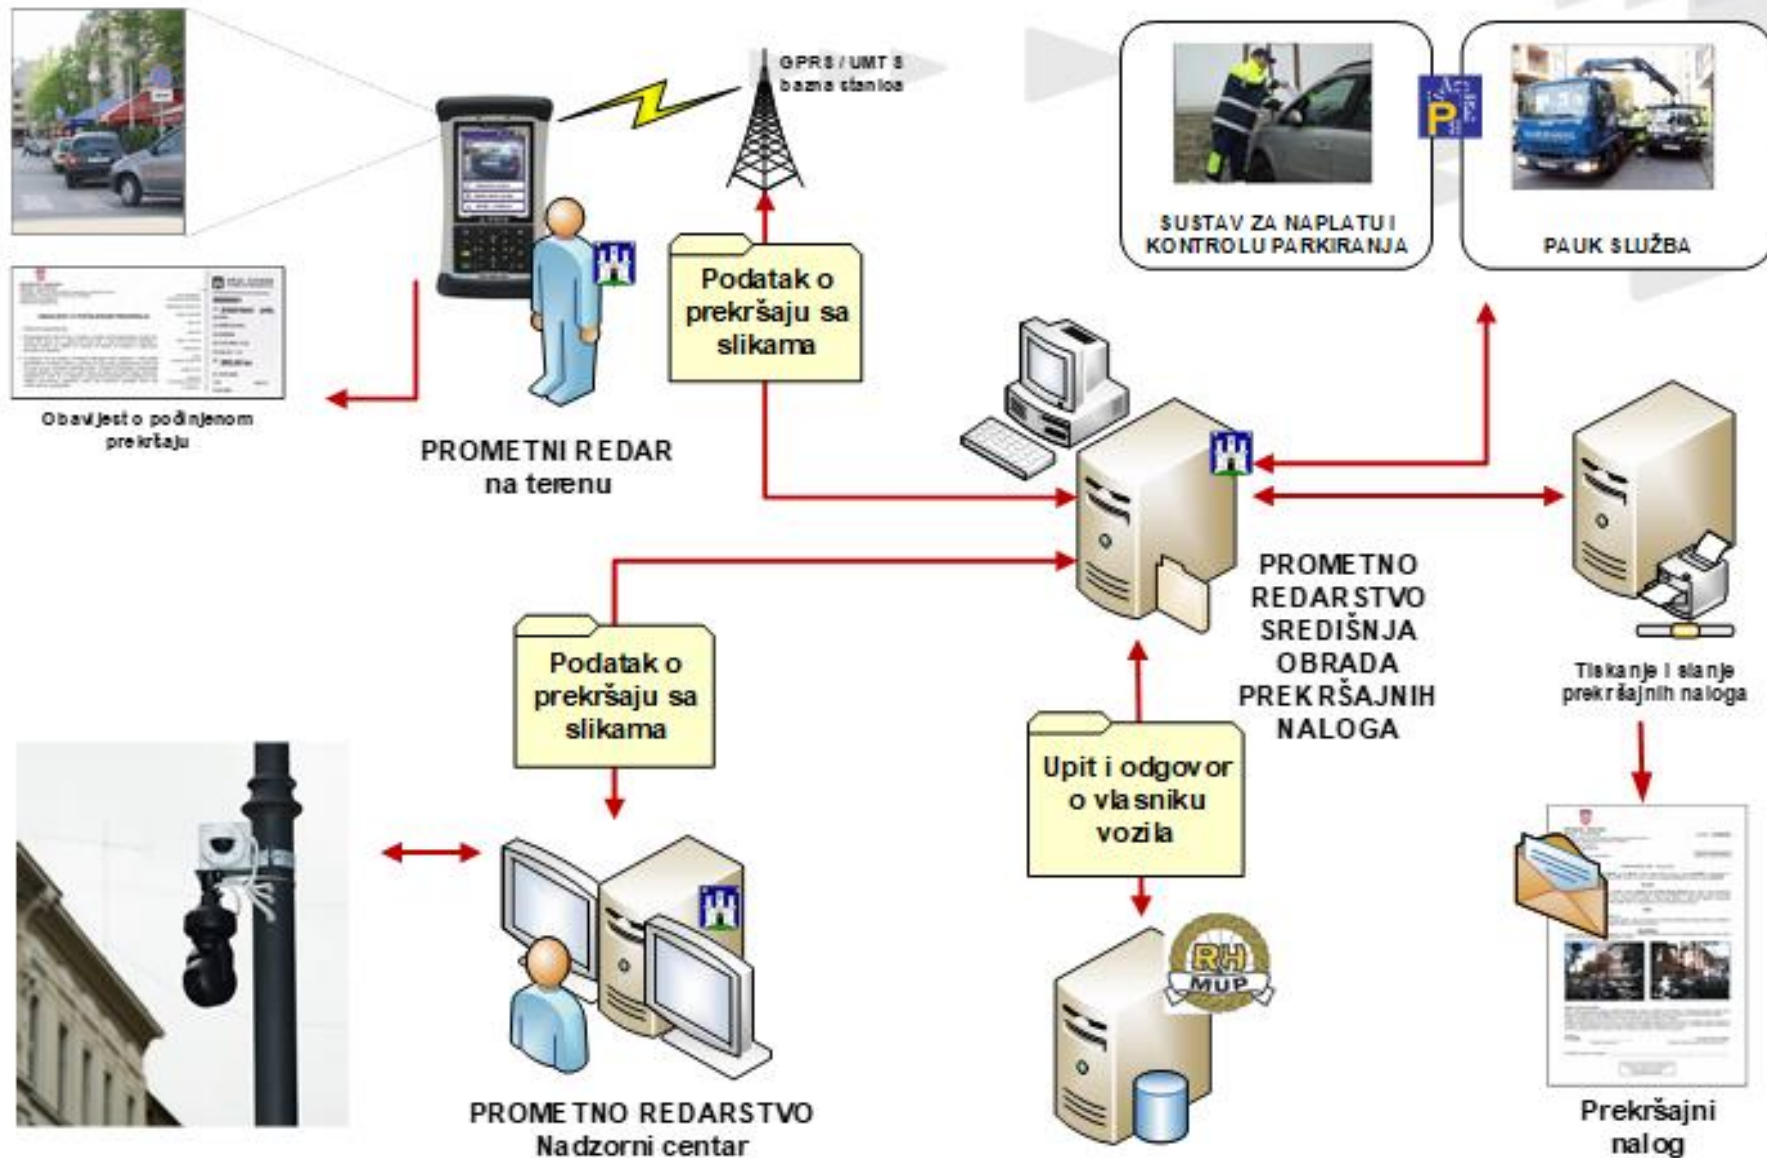 GPRS / UMTS
bazna stanica
SUSTAV ZA NAPLATU I
KONTROLU PARKIRANJA
P
PAUK SLUŽBA
Podatak o
prekršaju sa
slikama
Obavijest o počinjenom
prekršaju
PROMETNI REDAR
na terenu
PROMETNO
REDARSTVO
SREDIŠNJA
OBRADA
PREKRŠAJNIH
NALOGA
Tiskanje i slanje
prekršajnih naloga
Podatak o
prekršaju sa
slikama
Upit i odgovor
o vlasniku
vozila
RH
MUP
PROMETNO REDARSTVO
Nadzorni centar
Prekršajni
nalog